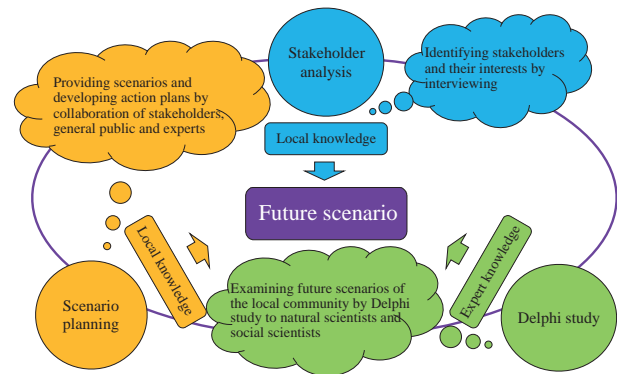 Stakeholder
analysis
Identifying stakeholders
and their interests by
interviewing
Providing scenarios and
developing action plans by
collaboration of stakeholders,
general public and experts
Local knowledge
Future scenario
Local knowledge
Expert knowledge
Examining future scenarios of
the local community by Delphi
study to natural scientists and
social scientists
Scenario
planning
Delphi study